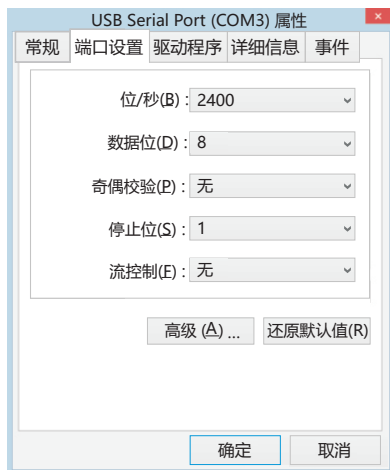 USB Serial Port (COM3) 属性
常规 端口设置 驱动程序 详细信息 事件
位/秒(B) : 2400
数据位(D) : 8
奇偶校验(P) : 无
停止位(S) : 1
流控制(F) : 无
高级 (A) ... 还原默认值(R)
确定 取消